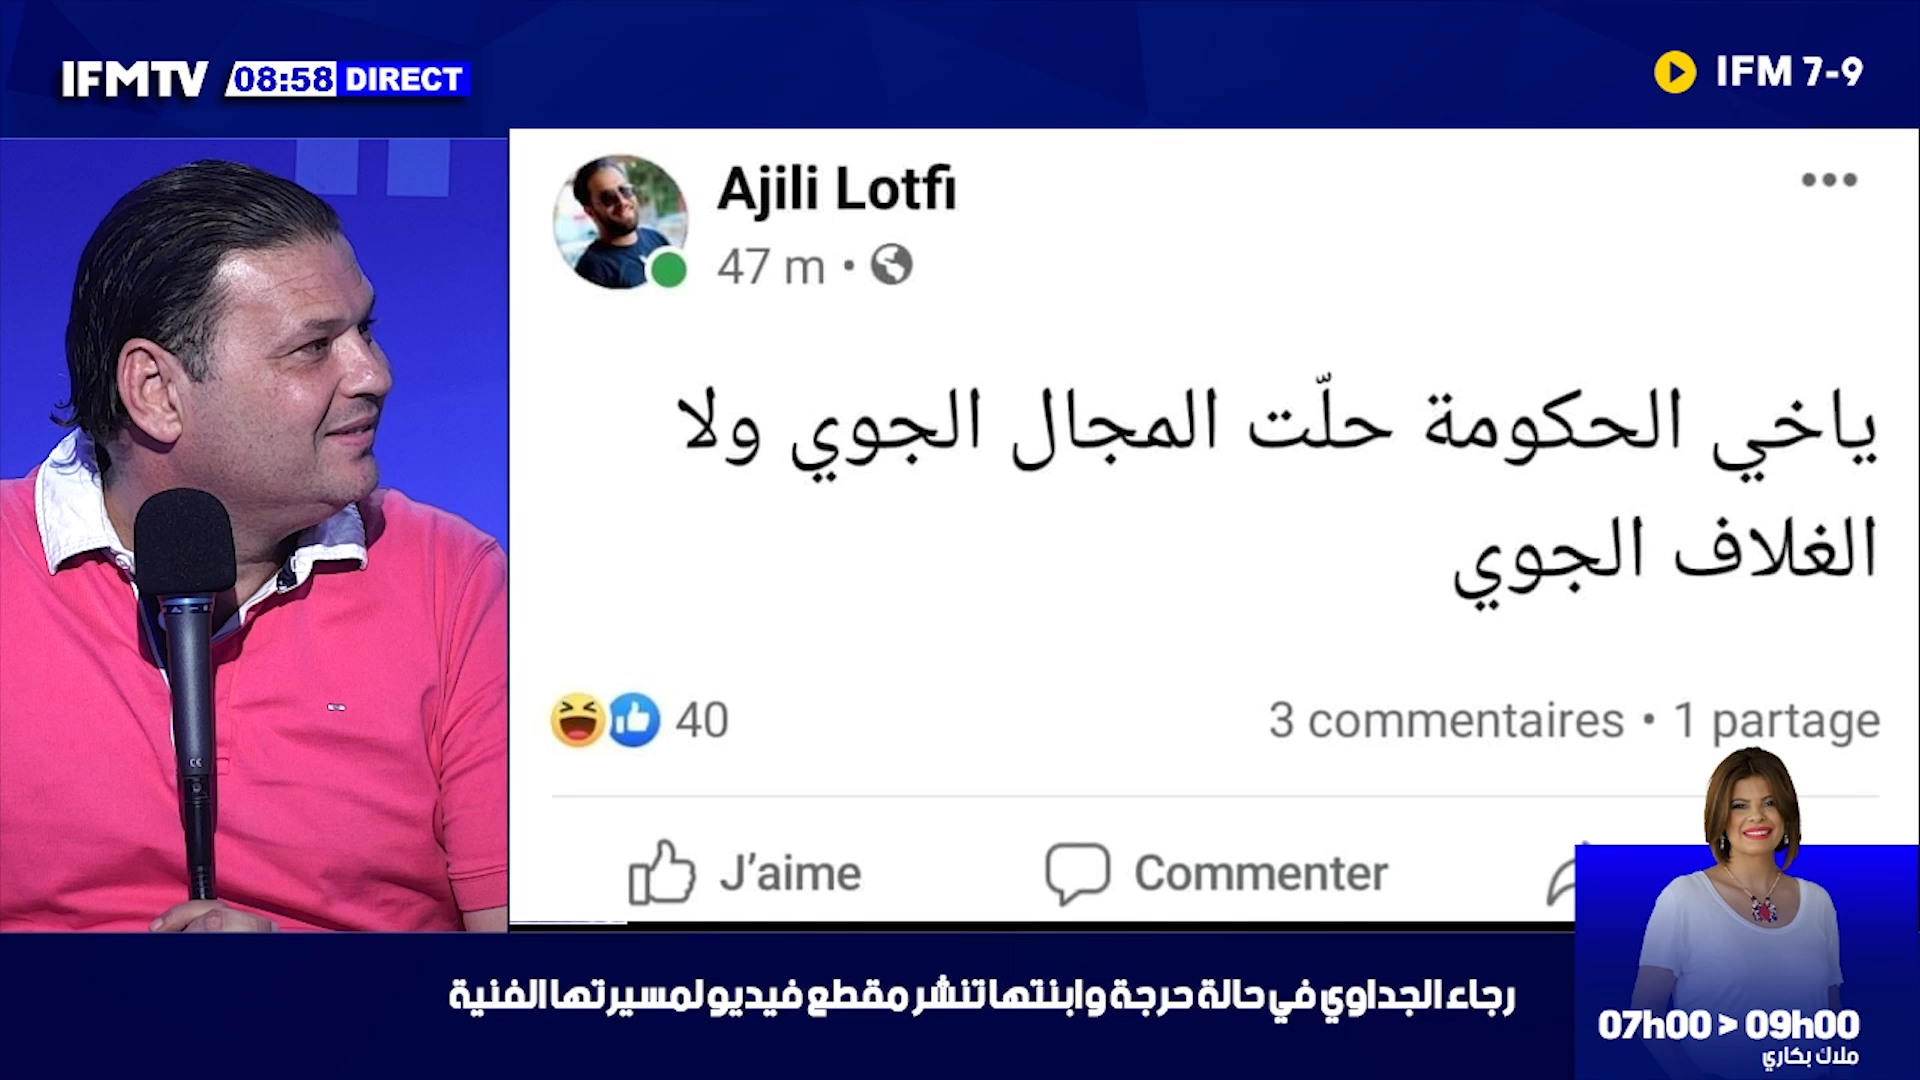 IFMTV 08:58 DIRECT
IFM 7-9
Ajili Lotfi
47 m
ياخي الحكومة حلّت المجال الجوي ولا
الغلاف الجوي
40
3 commentaires • 1 partage
J'aime
Commenter
رجاء الجداوي في حالة حرجة وابنتها تنشر مقطع فيديو لمسيرتها الفنية
07h00 > 09h00
ملاك بكاري